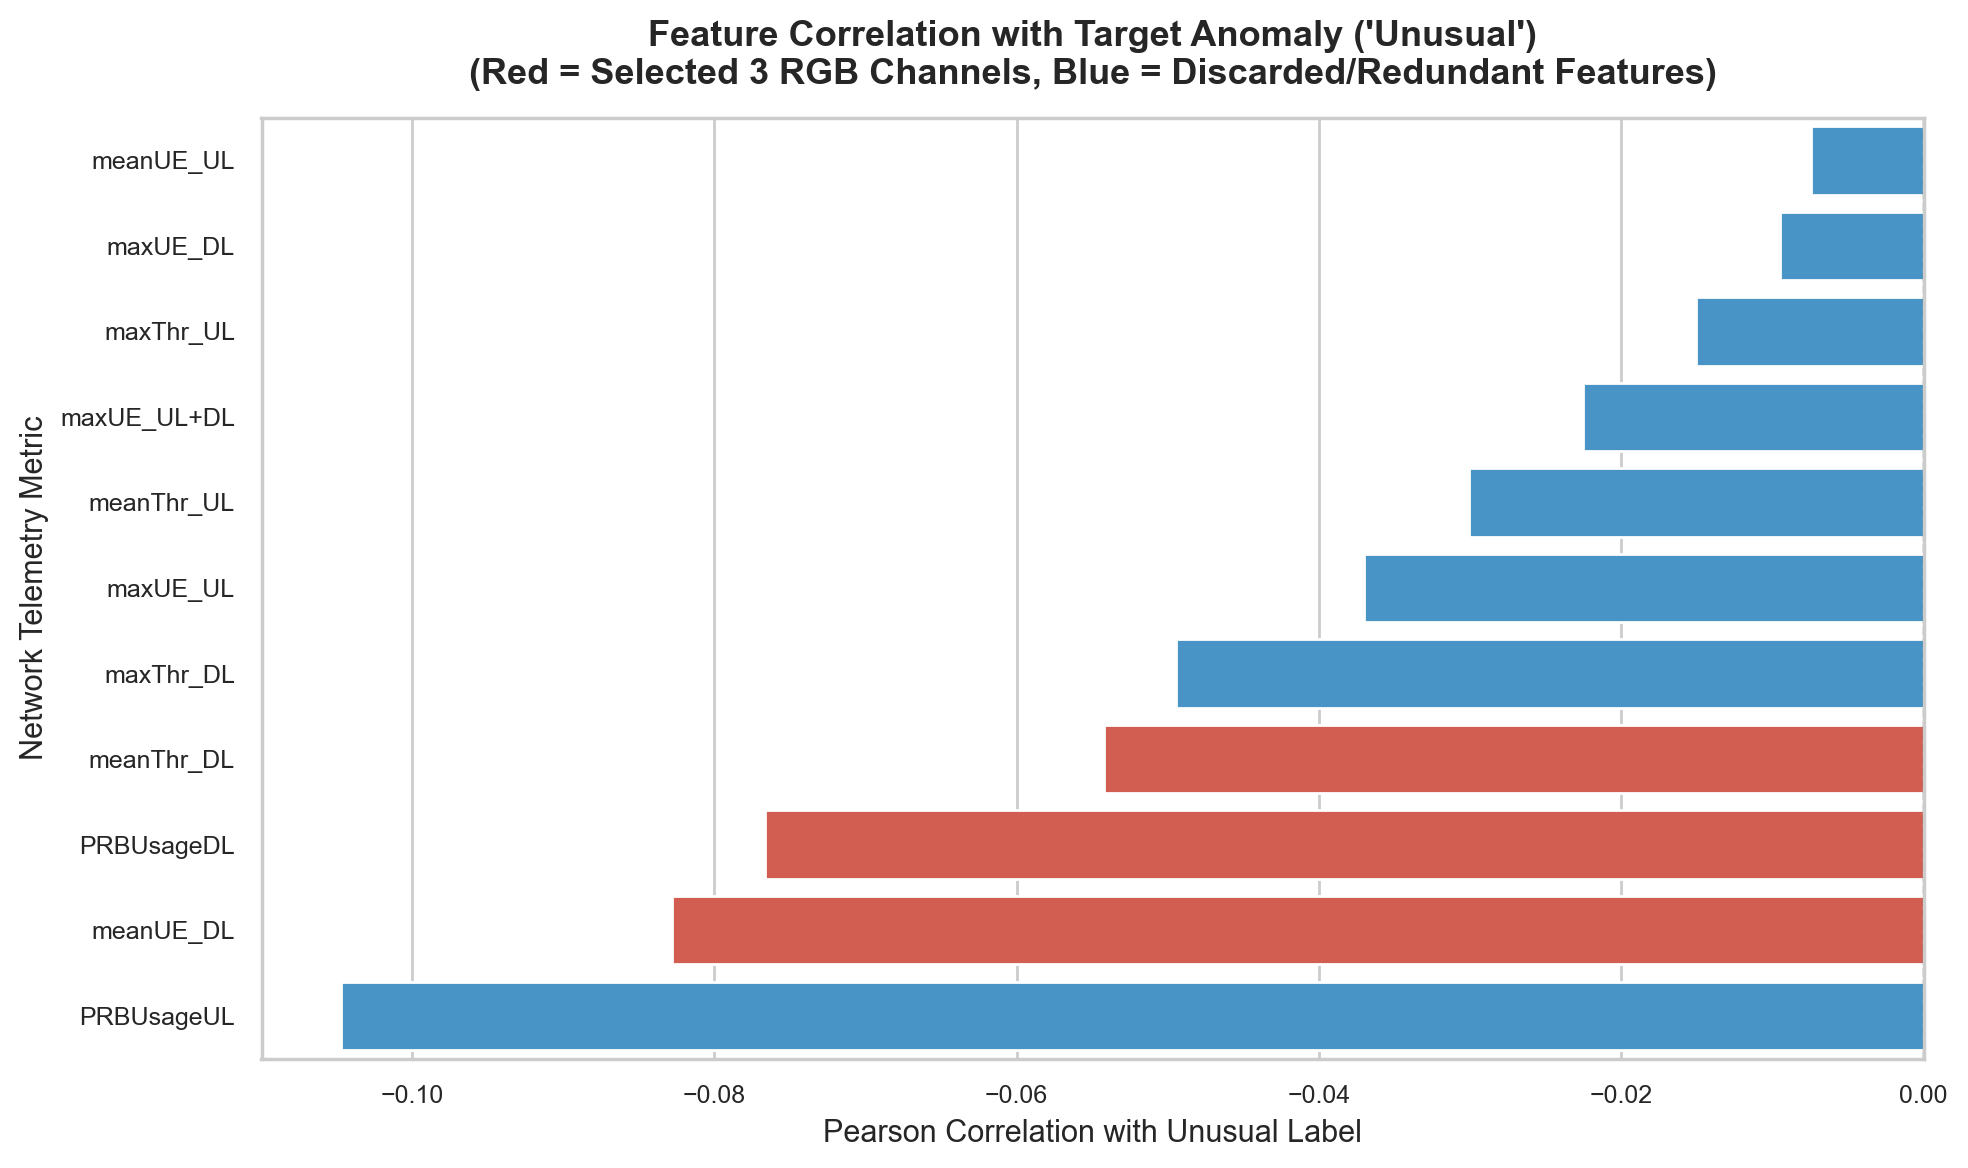 Feature Correlation with Target Anomaly ('Unusual')
(Red = Selected 3 RGB Channels, Blue = Discarded/Redundant Features)
Network Telemetry Metric
meanUE_UL
maxUE_DL
maxThr_UL
maxUE_UL+DL
meanThr_UL
maxUE_UL
maxThr_DL
meanThr_DL
PRBUsageDL
meanUE_DL
PRBUsageUL
−0.10 −0.08 −0.06 −0.04 −0.02 0.00
Pearson Correlation with Unusual Label